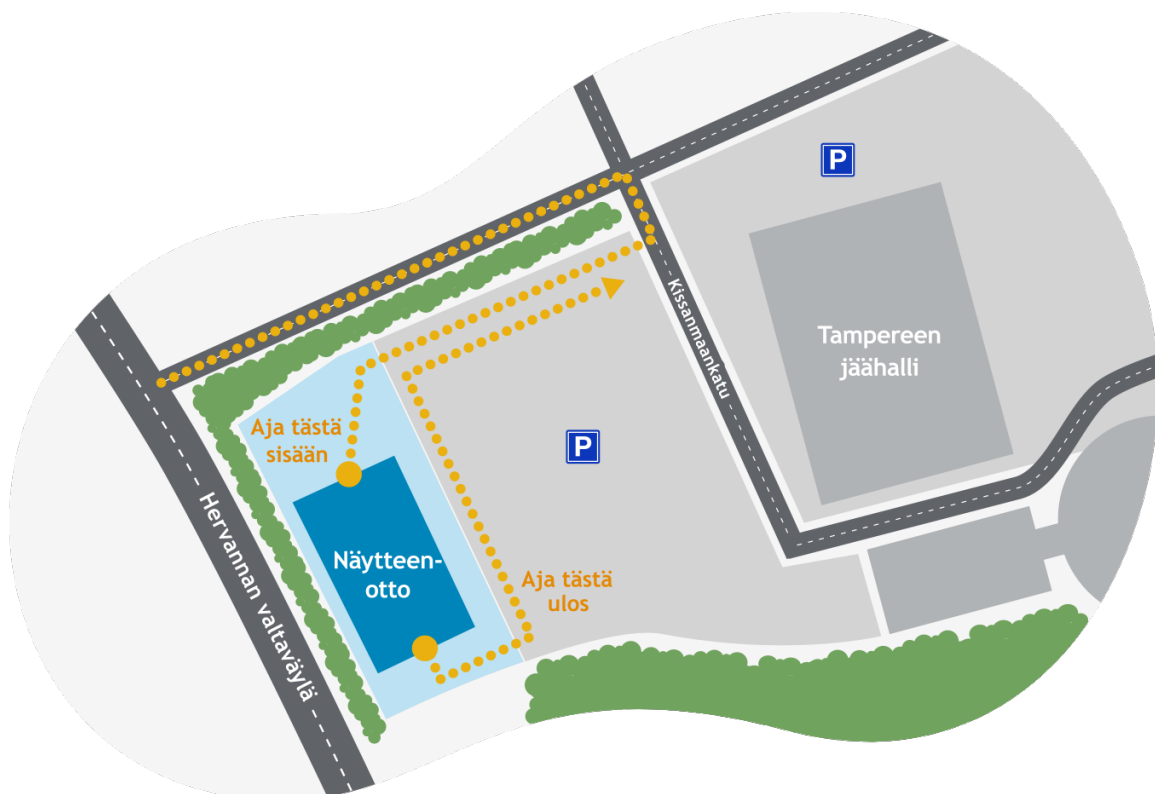 P
Kissanmaankatu
Tampereen
jäähalli
Aja tästä
sisään
P
Hervannan valtaväylä
Näytteen-
otto
Aja tästä
ulos